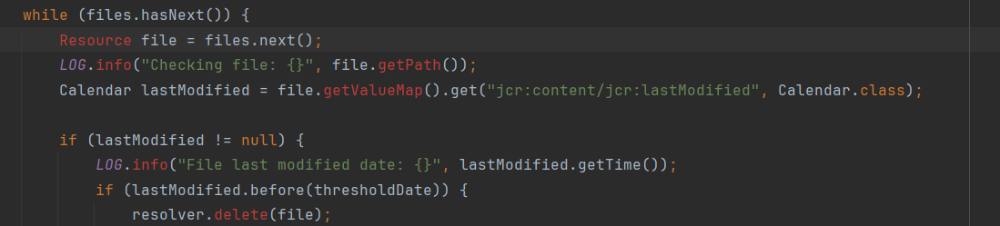 while (files.hasNext()) {
Resource file = files.next();
LOG.info("Checking file: {}", file.getPath());
Calendar lastModified = file.getValueMap().get("jcr:content/jcr:lastModified", Calendar.class);
if (lastModified != null) {
LOG.info("File last modified date: {}", lastModified.getTime());
if (lastModified.before(thresholdDate)) {
resolver.delete(file);